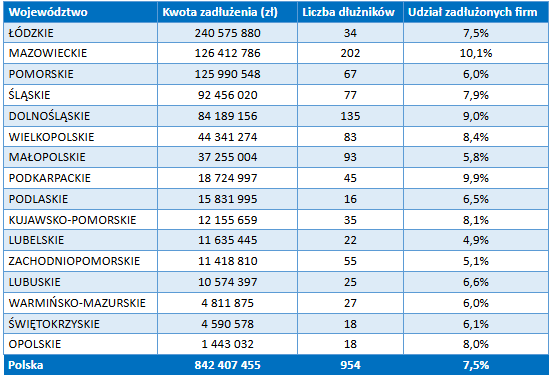 Województwo Kwota zadłużenia (zł) Liczba dłużników Udział zadłużonych firm
ŁÓDZKIE 240 575 880 34 7,5%
MAZOWIECKIE 126 412 786 202 10,1%
POMORSKIE 125 990 548 67 6,0%
ŚLĄSKIE 92 456 020 77 7,9%
DOLNOŚLĄSKIE 84 189 156 135 9,0%
WIELKOPOLSKIE 44 341 274 83 8,4%
MAŁOPOLSKIE 37 255 004 93 5,8%
PODKARPACKIE 18 724 997 45 9,9%
PODLASKIE 15 831 995 16 6,5%
KUJAWSKO-POMORSKIE 12 155 659 35 8,1%
LUBELSKIE 11 635 445 22 4,9%
ZACHODNIOPOMORSKIE 11 418 810 55 5,1%
LUBUSKIE 10 574 397 25 6,6%
WARMIŃSKO-MAZURSKIE 4 811 875 27 6,0%
ŚWIĘTOKRZYSKIE 4 590 578 18 6,1%
OPOLSKIE 1 443 032 18 8,0%
Polska 842 407 455 954 7,5%